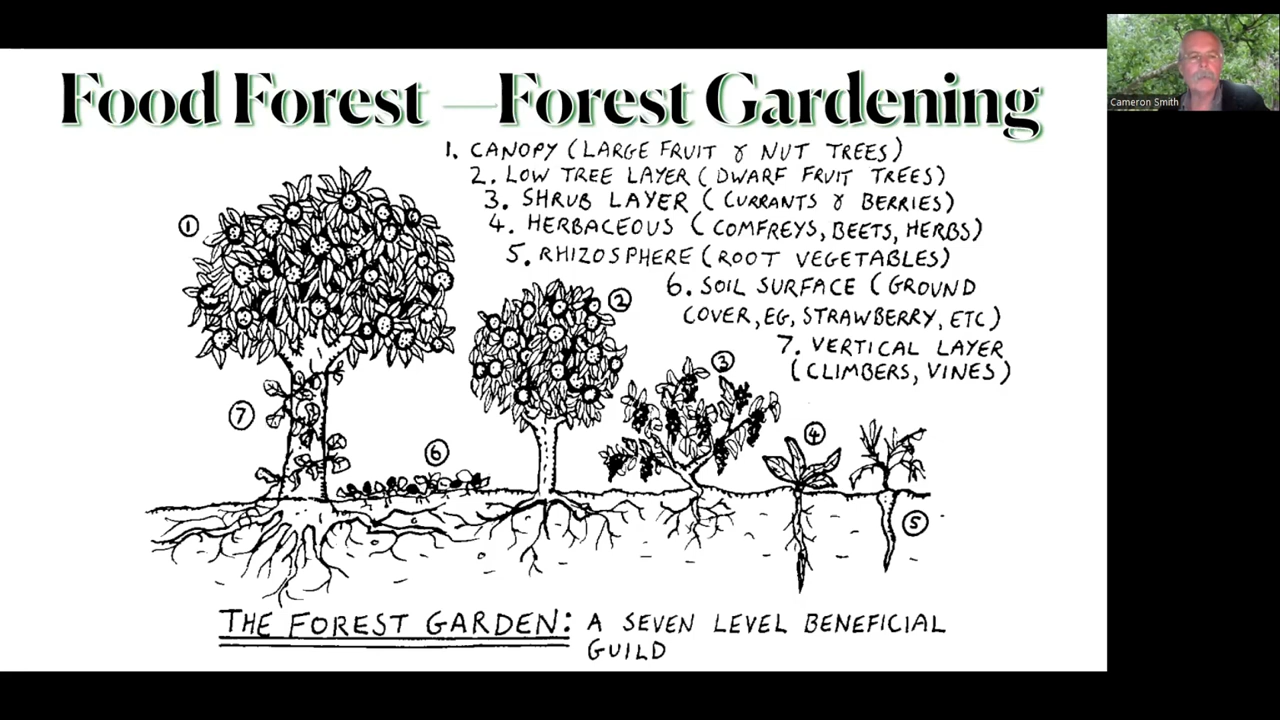 Food Forest — Forest Gardening
Cameron Smith
1. CANOPY (LARGE FRUIT & NUT TREES)
2. LOW TREE LAYER (DWARF FRUIT TREES)
3. SHRUB LAYER (CURRANTS & BERRIES)
4. HERBACEOUS (COMFREYS, BEETS, HERBS)
5. RHIZOSPHERE (ROOT VEGETABLES)
6. SOIL SURFACE (GROUND
COVER, EG, STRAWBERRY, ETC)
7. VERTICAL LAYER
(CLIMBERS, VINES)
1
2
3
7
4
6
5
THE FOREST GARDEN: A SEVEN LEVEL BENEFICIAL
GUILD